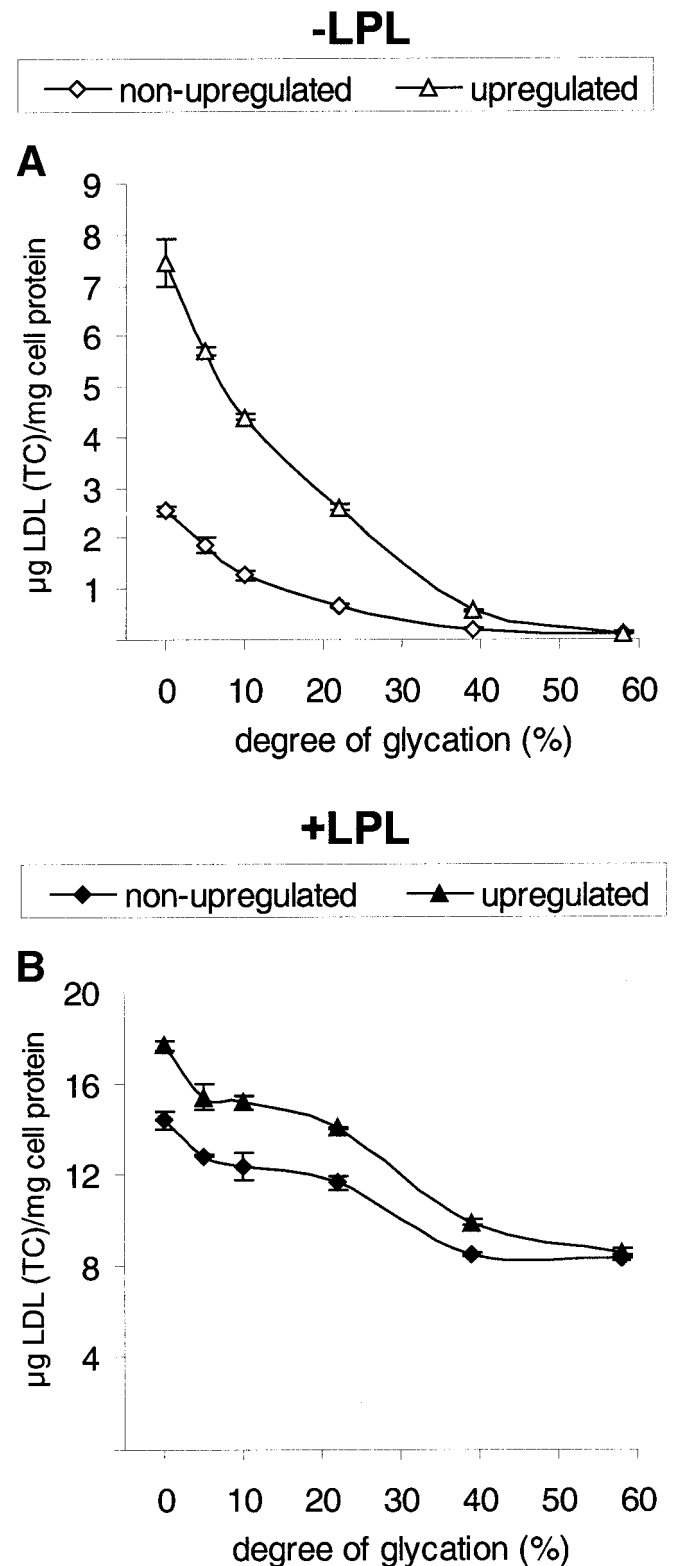 -LPL
non-upregulated upregulated
A
µg LDL (TC)/mg cell protein
9
8
7
6
5
4
3
2
1
0 10 20 30 40 50 60
degree of glycation (%)
+LPL
non-upregulated upregulated
B
µg LDL (TC)/mg cell protein
20
16
12
8
4
0 10 20 30 40 50 60
degree of glycation (%)